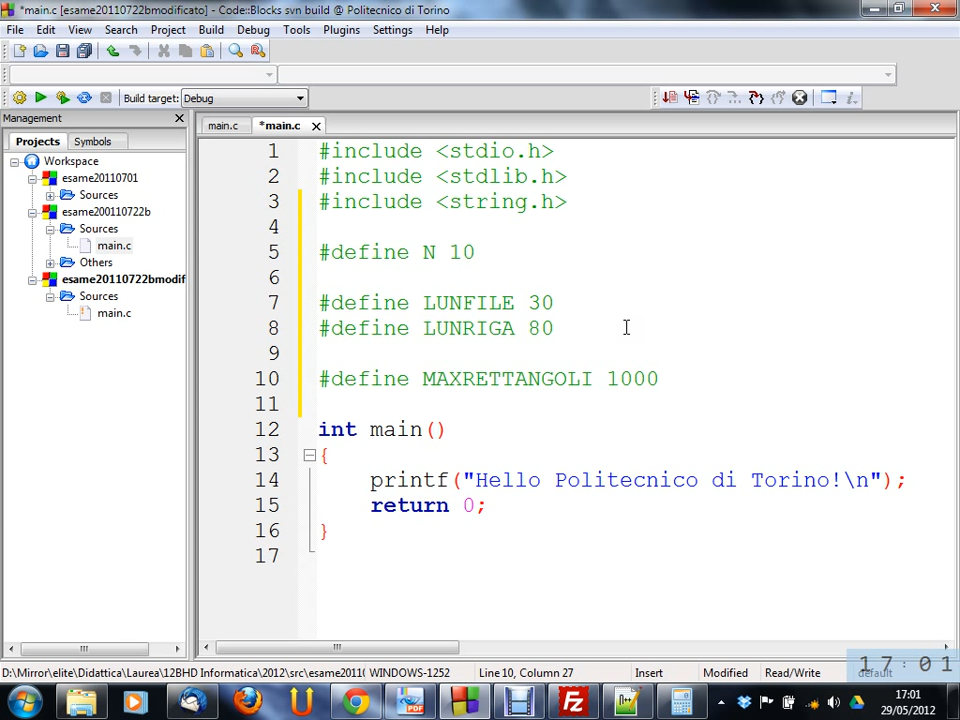 *main.c [esame20110722bmodificato] - Code::Blocks svn build @ Politecnico di Torino
File Edit View Search Project Build Debug Tools Plugins Settings Help
Build target: Debug
Management
main.c *main.c
Projects Symbols
Workspace
esame20110701
Sources
esame200110722b
Sources
main.c
Others
esame20110722bmodif
Sources
main.c
1 #include <stdio.h>
2 #include <stdlib.h>
3 #include <string.h>
4
5 #define N 10
6
7 #define LUNFILE 30
8 #define LUNRIGA 80
9
10 #define MAXRETTANGOLI 1000
11
12 int main()
13 {
14 printf("Hello Politecnico di Torino!\n");
15 return 0;
16 }
17
D:\Mirror\elite\Didattica\Laurea\12BHD Informatica\2012\src\esame2011( WINDOWS-1252 Line 10, Column 27 Insert Modified Read/Write default
17:01
17:01
29/05/2012